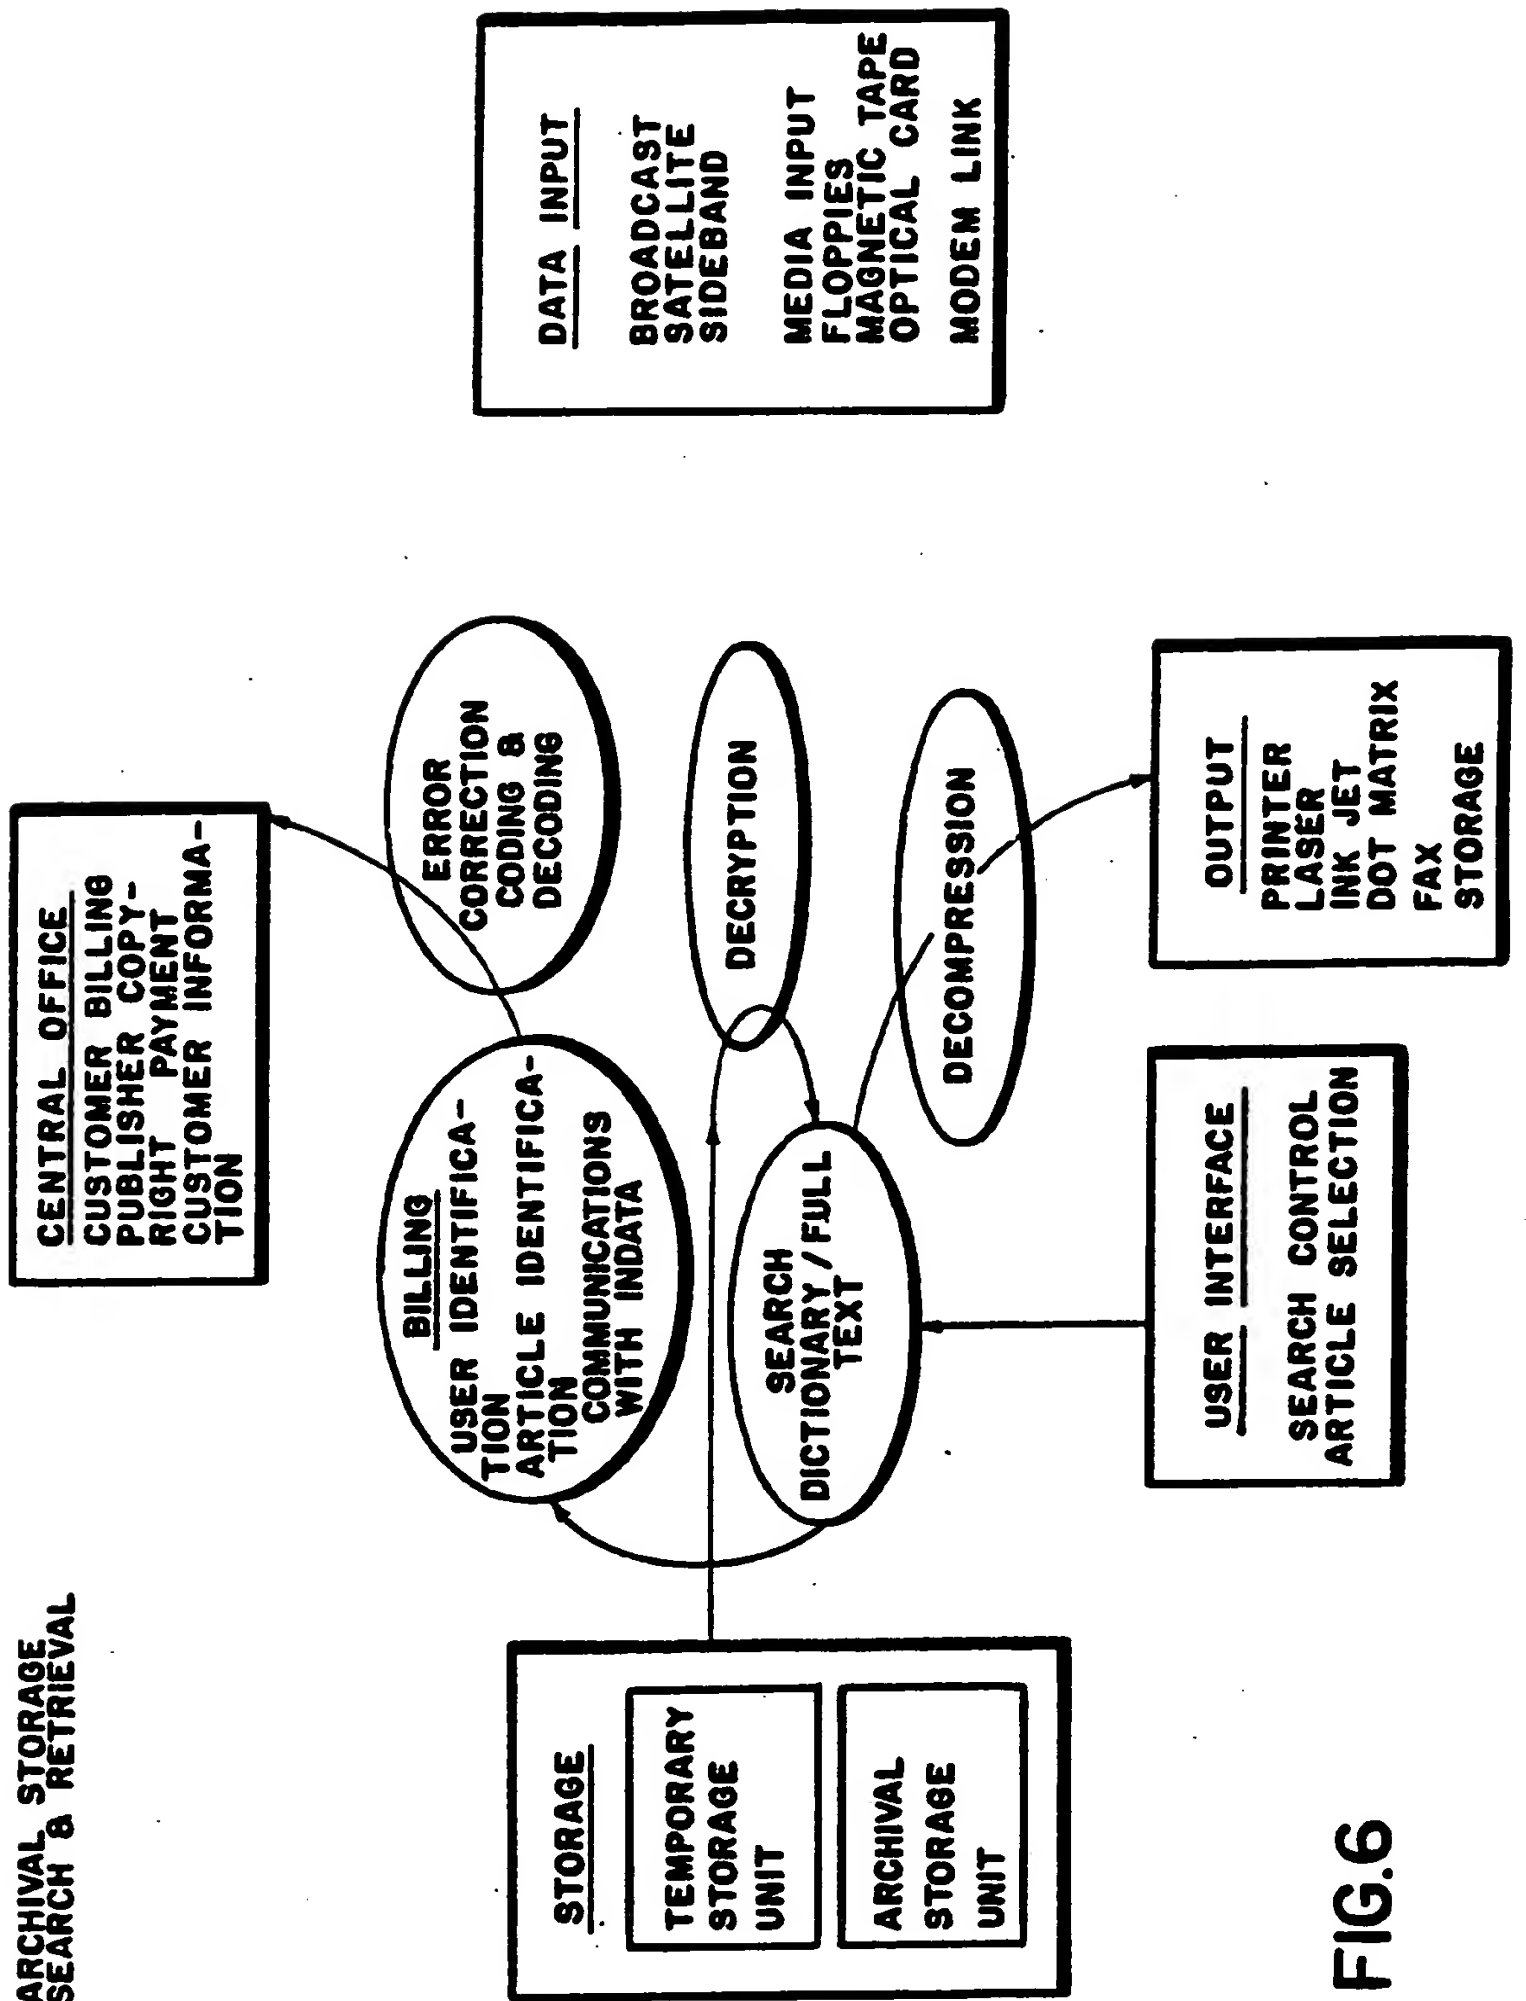 ARCHIVAL STORAGE
SEARCH & RETRIEVAL
CENTRAL OFFICE
CUSTOMER BILLING
PUBLISHER COPY-
RIGHT PAYMENT
CUSTOMER INFORMA-
TION
BILLING
USER IDENTIFICA-
TION
ARTICLE IDENTIFICA-
TION
COMMUNICATIONS
WITH INDATA
ERROR
CORRECTION
CODING &
DECODING
DATA INPUT
BROADCAST
SATELLITE
SIDEBAND
MEDIA INPUT
FLOPPIES
MAGNETIC TAPE
OPTICAL CARD
MODEM LINK
STORAGE
TEMPORARY
STORAGE
UNIT
ARCHIVAL
STORAGE
UNIT
SEARCH
DICTIONARY/FULL
TEXT
DECRYPTION
DECOMPRESSION
USER INTERFACE
SEARCH CONTROL
ARTICLE SELECTION
OUTPUT
PRINTER
LASER
INK JET
DOT MATRIX
FAX
STORAGE
FIG.6